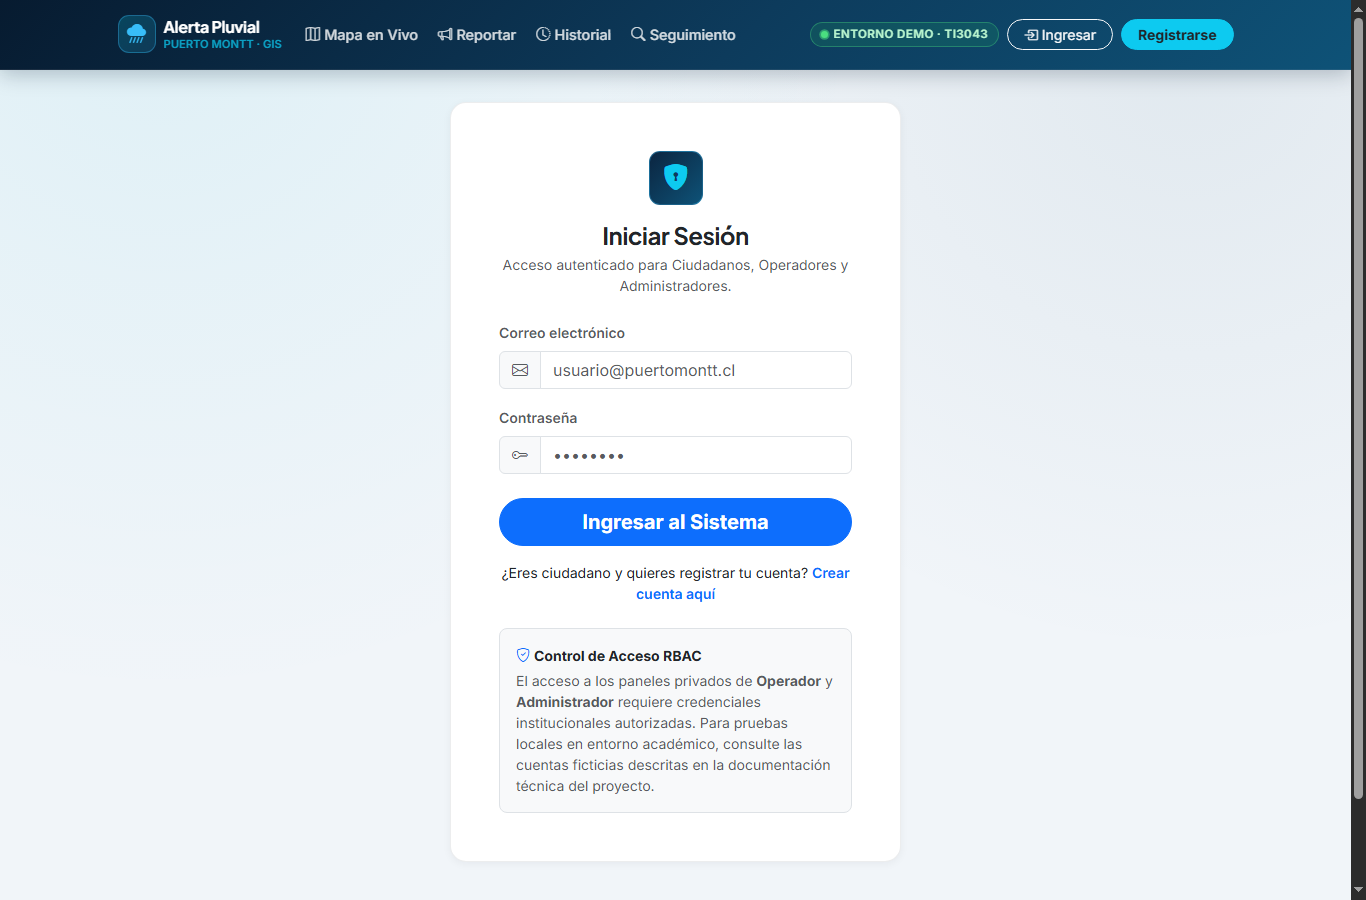 Alerta Pluvial
PUERTO MONTT · GIS
Mapa en Vivo
Reportar
Historial
Seguimiento
ENTORNO DEMO · TI3043
Ingresar
Registrarse
Iniciar Sesión
Acceso autenticado para Ciudadanos, Operadores y
Administradores.
Correo electrónico
usuario@puertomontt.cl
Contraseña
••••••••
Ingresar al Sistema
¿Eres ciudadano y quieres registrar tu cuenta? Crear
cuenta aquí
Control de Acceso RBAC
El acceso a los paneles privados de Operador y
Administrador requiere credenciales
institucionales autorizadas. Para pruebas
locales en entorno académico, consulte las
cuentas ficticias descritas en la documentación
técnica del proyecto.